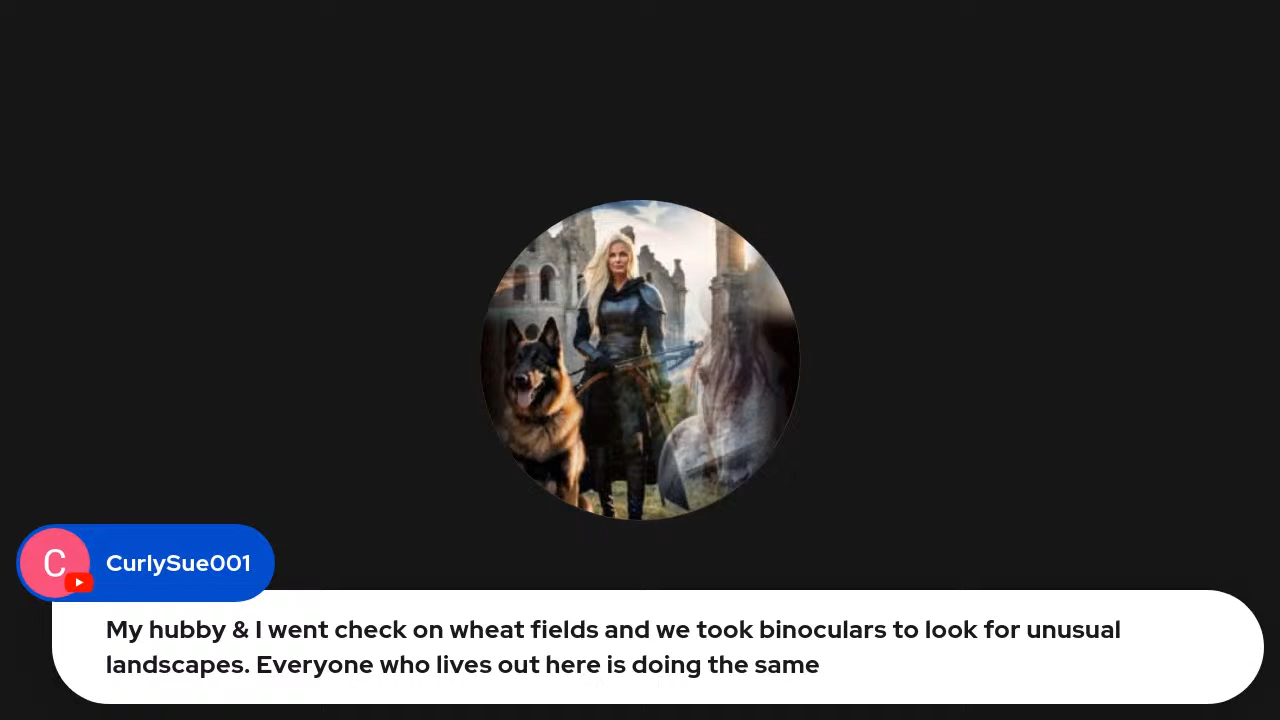 C
CurlySue001
My hubby & I went check on wheat fields and we took binoculars to look for unusual
landscapes. Everyone who lives out here is doing the same